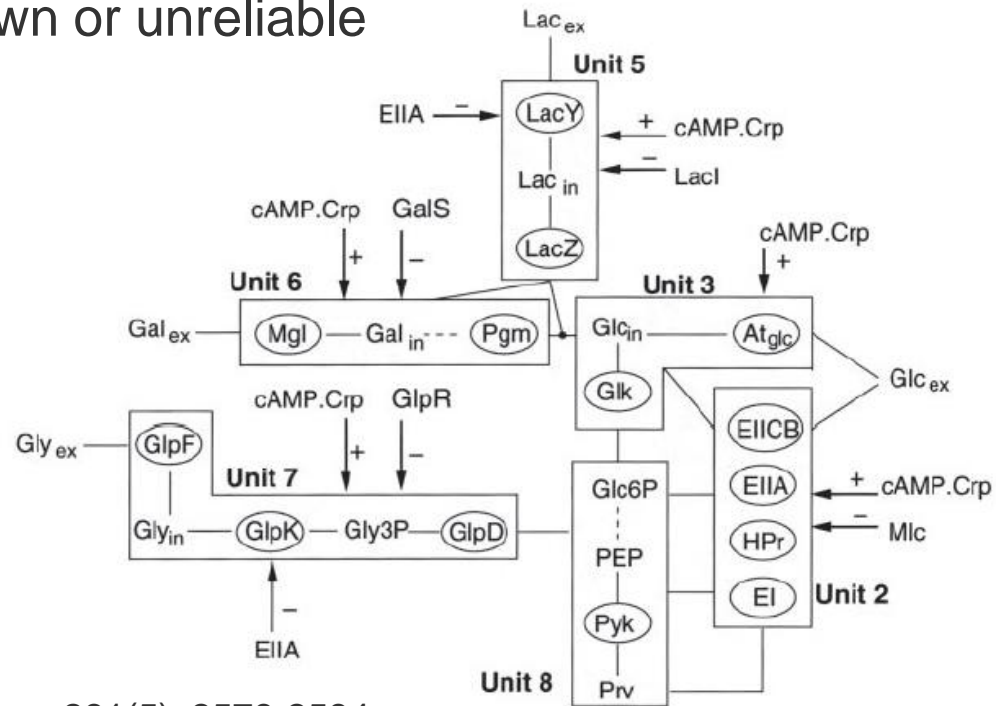 wn or unreliable
Lac ex
Unit 5
EIIA
–
LacY
+
cAMP.Crp
Lac in
–
LacI
LacZ
cAMP.Crp
GalS
+
–
cAMP.Crp
+
Unit 6
Unit 3
Gal ex
Mgl
Gal in
Pgm
Glc in
At glc
Glk
Glc ex
cAMP.Crp
GlpR
+
–
EIICB
Gly ex
GlpF
Unit 7
Glc6P
EIIA
+
cAMP.Crp
–
Mlc
Gly in
GlpK
Gly3P
GlpD
PEP
HPr
EI
Unit 2
–
EIIA
Pyk
Unit 8
Prv